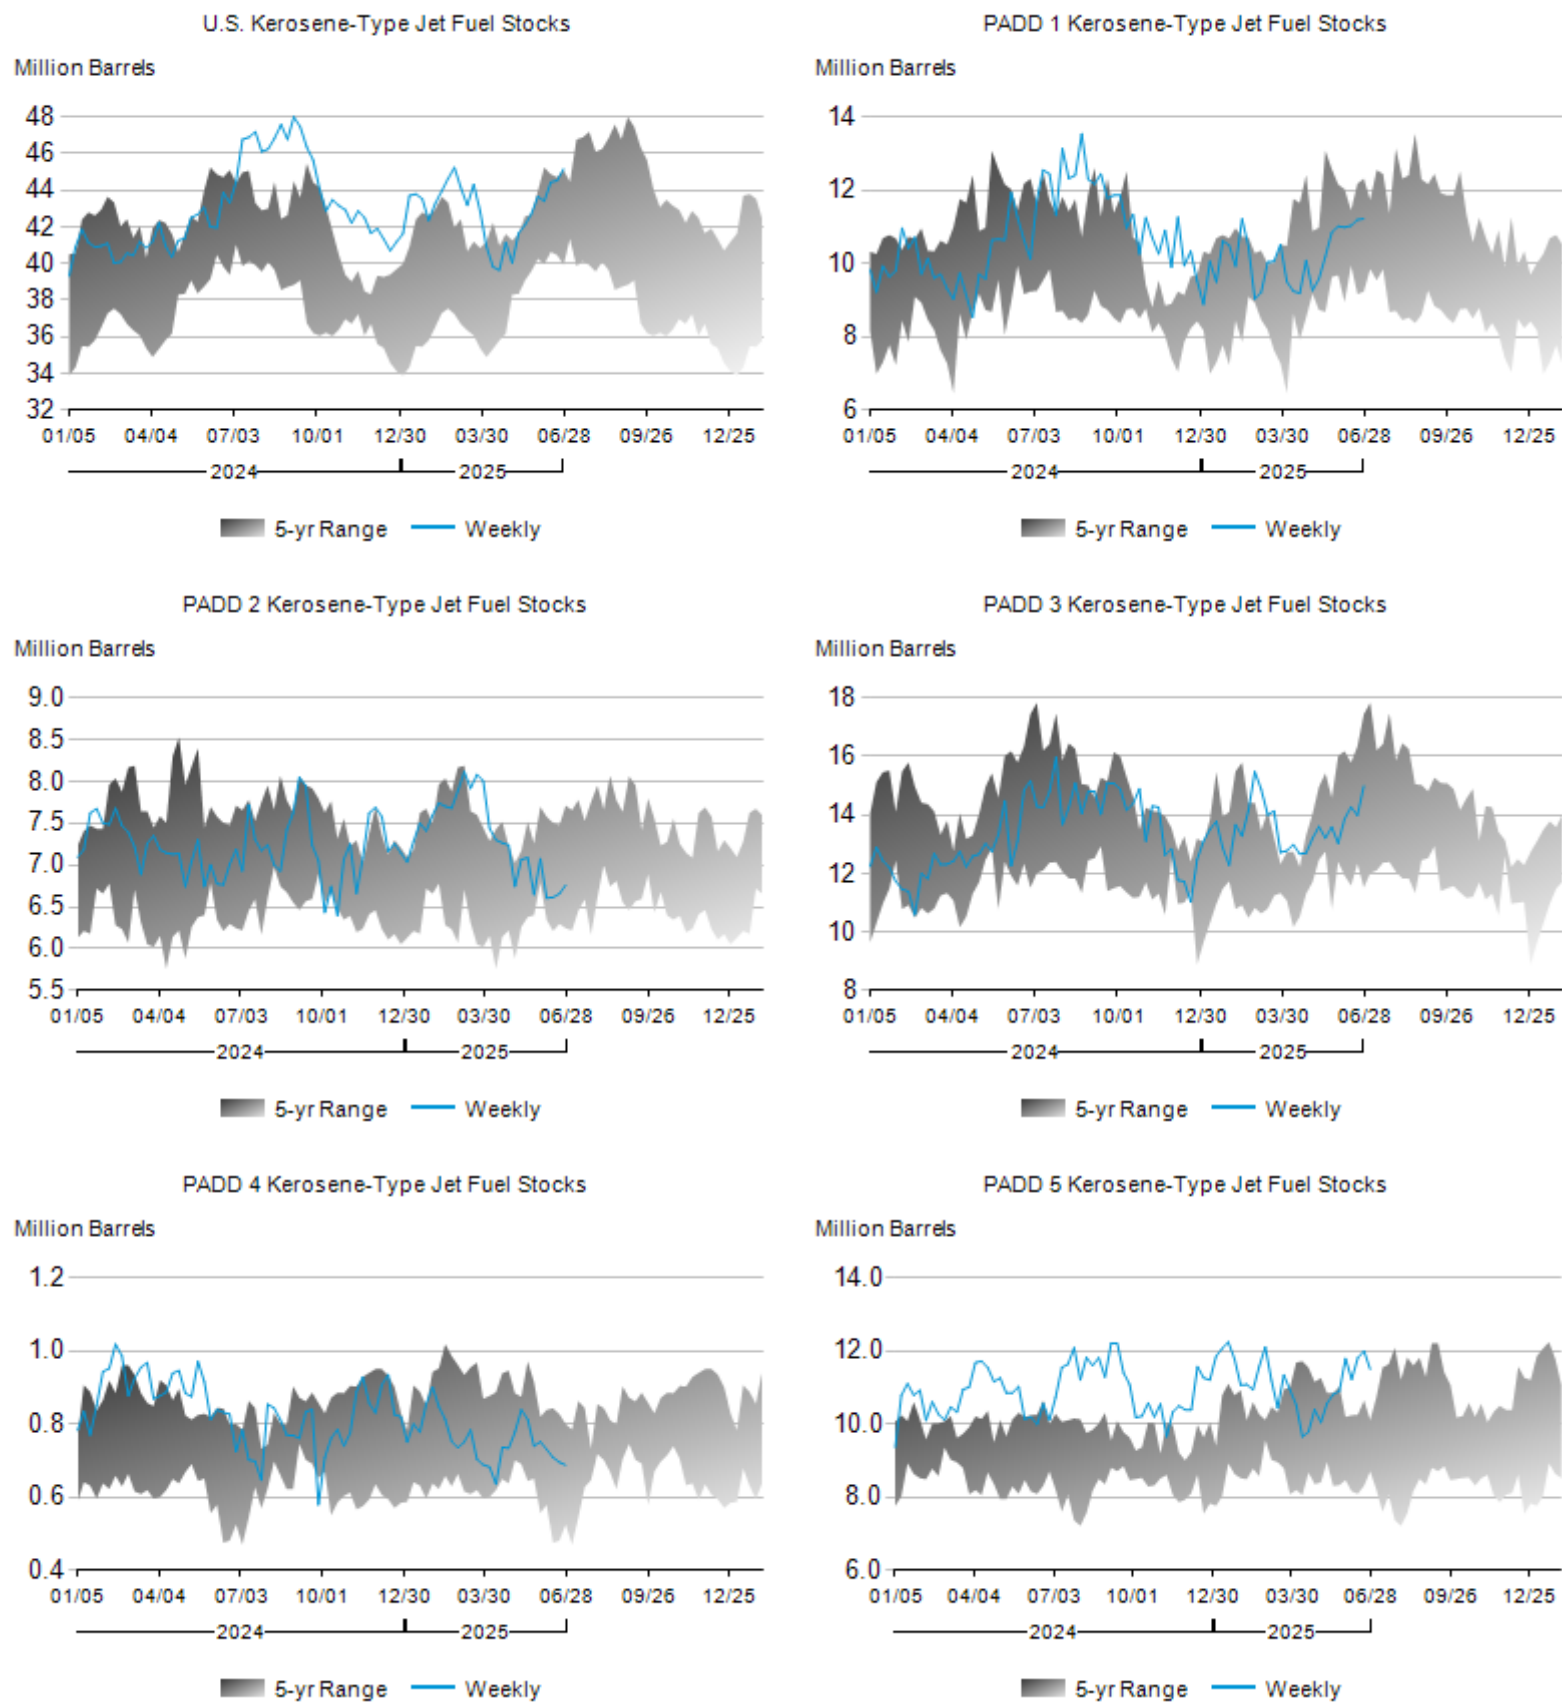 U.S. Kerosene-Type Jet Fuel Stocks
Million Barrels
48
46
44
42
40
38
36
34
32
01/05 04/04 07/03 10/01 12/30 03/30 06/28 09/26 12/25
2024 2025
5-yr Range Weekly
PADD 1 Kerosene-Type Jet Fuel Stocks
Million Barrels
14
12
10
8
6
01/05 04/04 07/03 10/01 12/30 03/30 06/28 09/26 12/25
2024 2025
5-yr Range Weekly
PADD 2 Kerosene-Type Jet Fuel Stocks
Million Barrels
9.0
8.5
8.0
7.5
7.0
6.5
6.0
5.5
01/05 04/04 07/03 10/01 12/30 03/30 06/28 09/26 12/25
2024 2025
5-yr Range Weekly
PADD 3 Kerosene-Type Jet Fuel Stocks
Million Barrels
18
16
14
12
10
8
01/05 04/04 07/03 10/01 12/30 03/30 06/28 09/26 12/25
2024 2025
5-yr Range Weekly
PADD 4 Kerosene-Type Jet Fuel Stocks
Million Barrels
1.2
1.0
0.8
0.6
0.4
01/05 04/04 07/03 10/01 12/30 03/30 06/28 09/26 12/25
2024 2025
5-yr Range Weekly
PADD 5 Kerosene-Type Jet Fuel Stocks
Million Barrels
14.0
12.0
10.0
8.0
6.0
01/05 04/04 07/03 10/01 12/30 03/30 06/28 09/26 12/25
2024 2025
5-yr Range Weekly